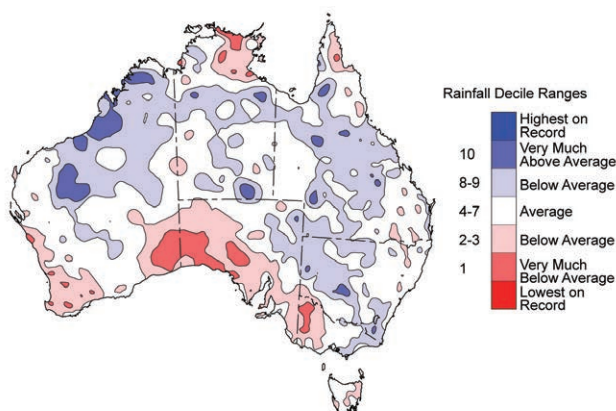 Rainfall Decile Ranges
Highest on
Record
10
Very Much
Above Average
8-9
Below Average
4-7
Average
2-3
Below Average
1
Very Much
Below Average
Lowest on
Record